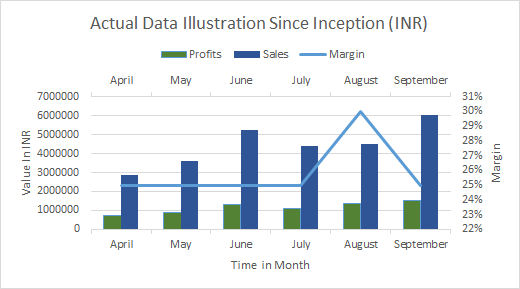 Actual Data Illustration Since Inception (INR)
Profits Sales Margin
April May June July August September
7000000 31%
6000000 30%
5000000 29%
4000000 28%
3000000 27%
2000000 26%
1000000 25%
0 24%
23%
22%
Value In INR
Margin
April May June July August September
Time in Month